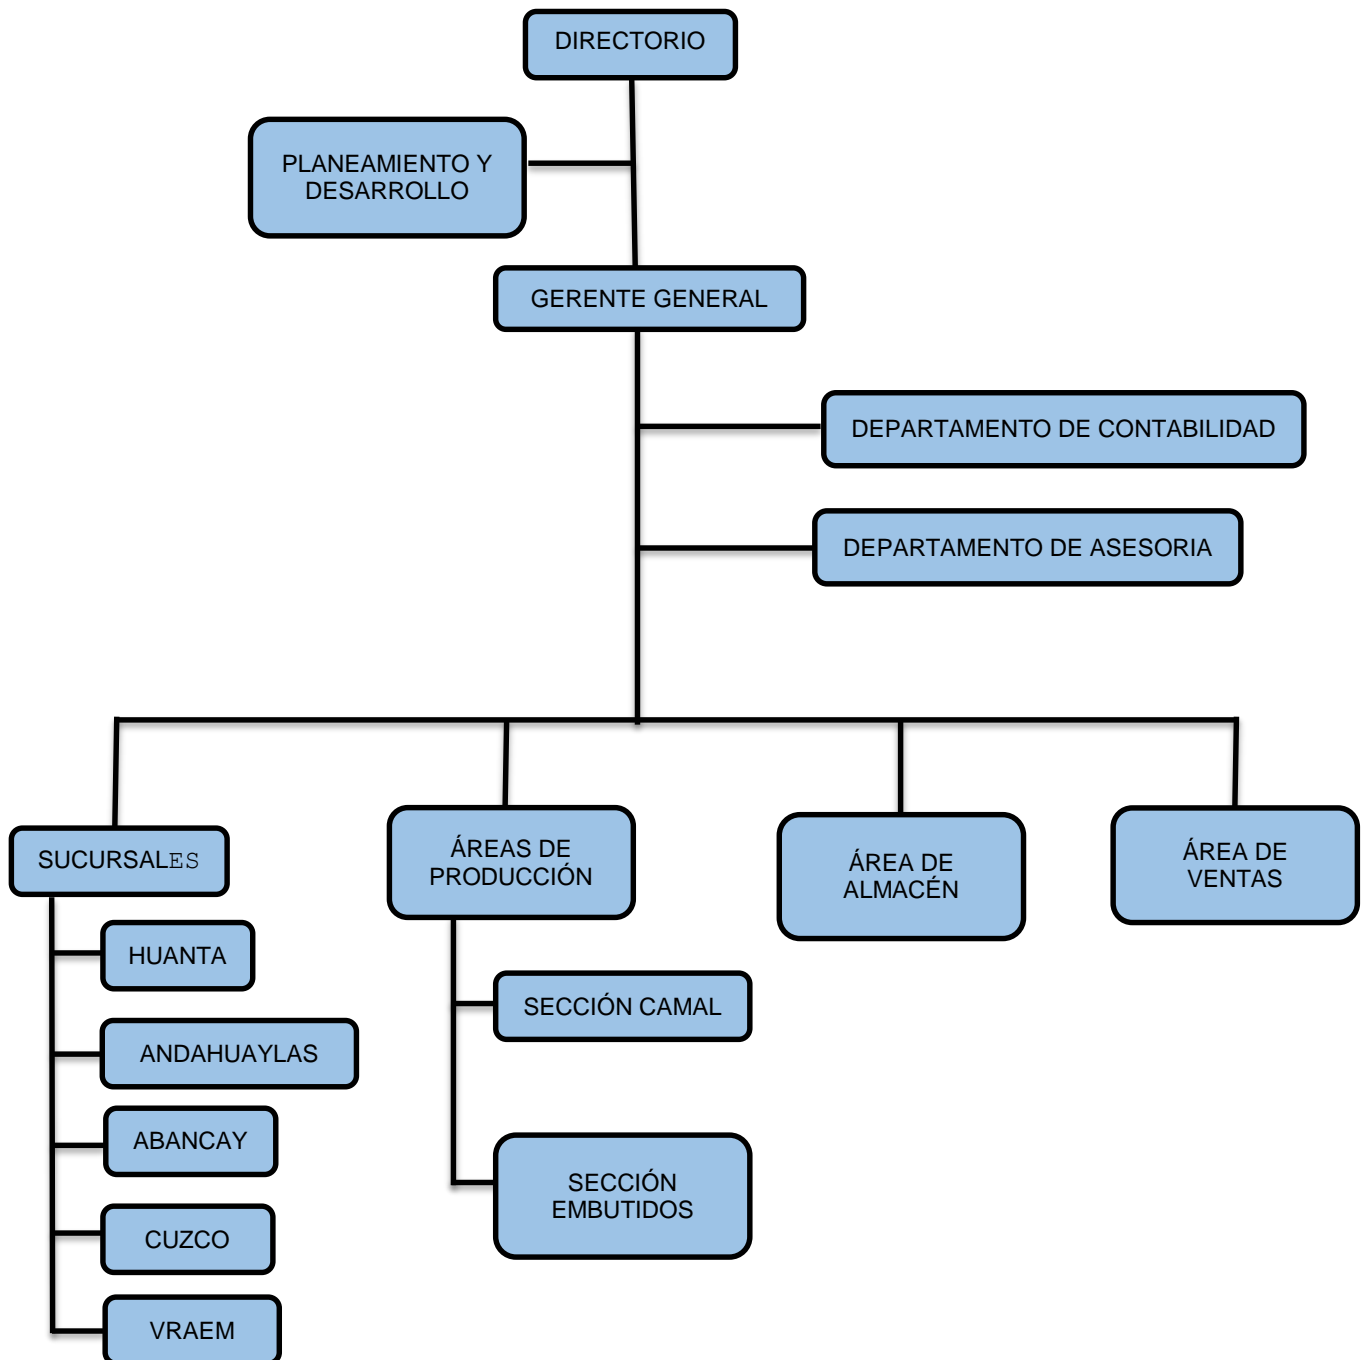 DIRECTORIO
PLANEAMIENTO Y
DESARROLLO
GERENTE GENERAL
DEPARTAMENTO DE CONTABILIDAD
DEPARTAMENTO DE ASESORIA
SUCURSALES
ÁREAS DE
PRODUCCIÓN
ÁREA DE
ALMACÉN
ÁREA DE
VENTAS
HUANTA
ANDAHUAYLAS
ABANCAY
CUZCO
VRAEM
SECCIÓN CAMAL
SECCIÓN
EMBUTIDOS